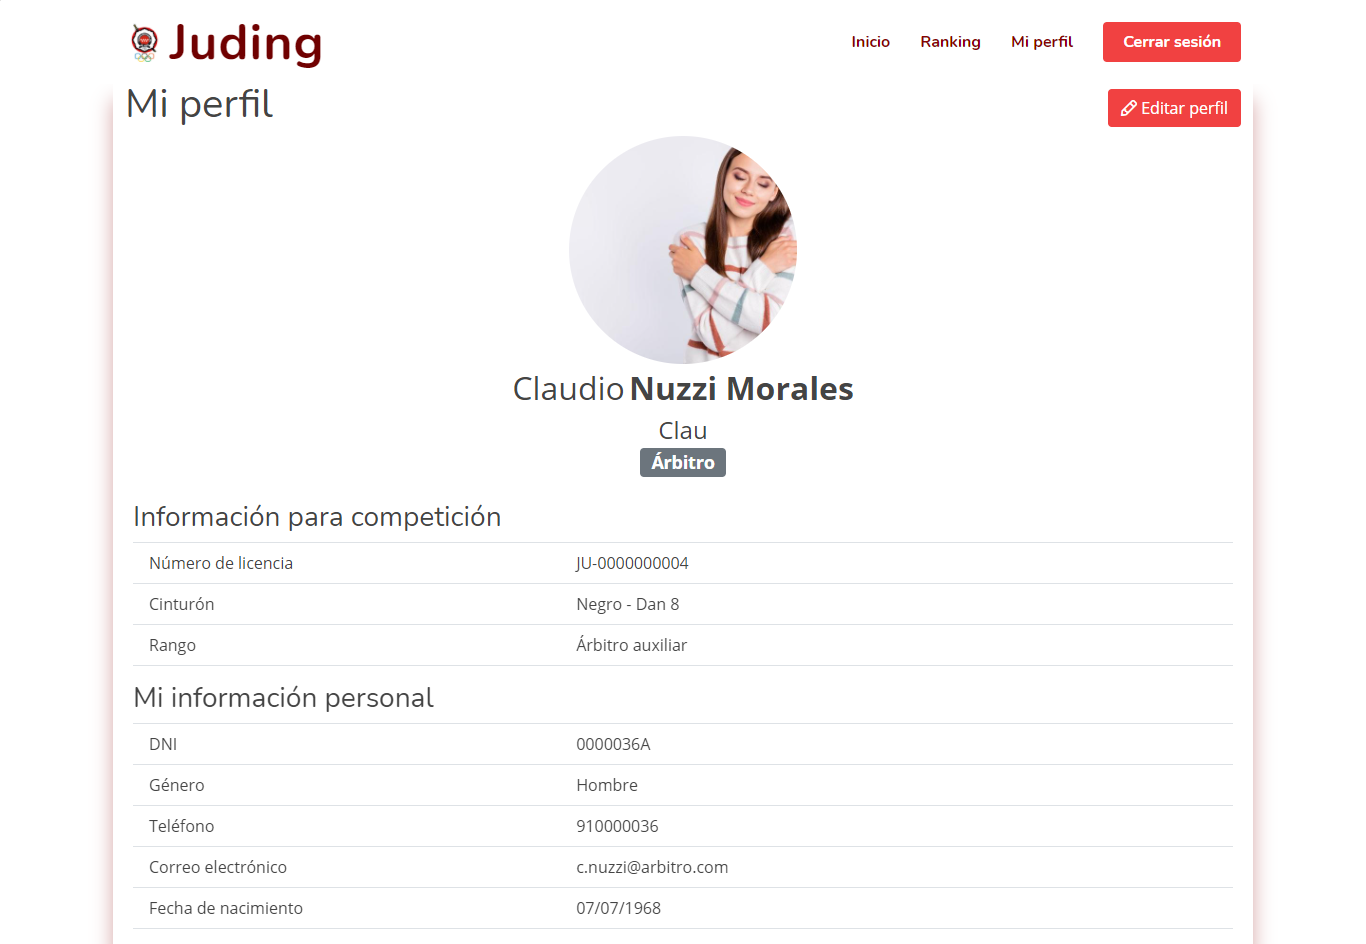 Juding
Inicio Ranking Mi perfil Cerrar sesión
Mi perfil
Editar perfil
Claudio Nuzzi Morales
Clau
Árbitro
Información para competición
Número de licencia JU-0000000004
Cinturón Negro - Dan 8
Rango Árbitro auxiliar
Mi información personal
DNI 0000036A
Género Hombre
Teléfono 910000036
Correo electrónico c.nuzzi@arbitro.com
Fecha de nacimiento 07/07/1968